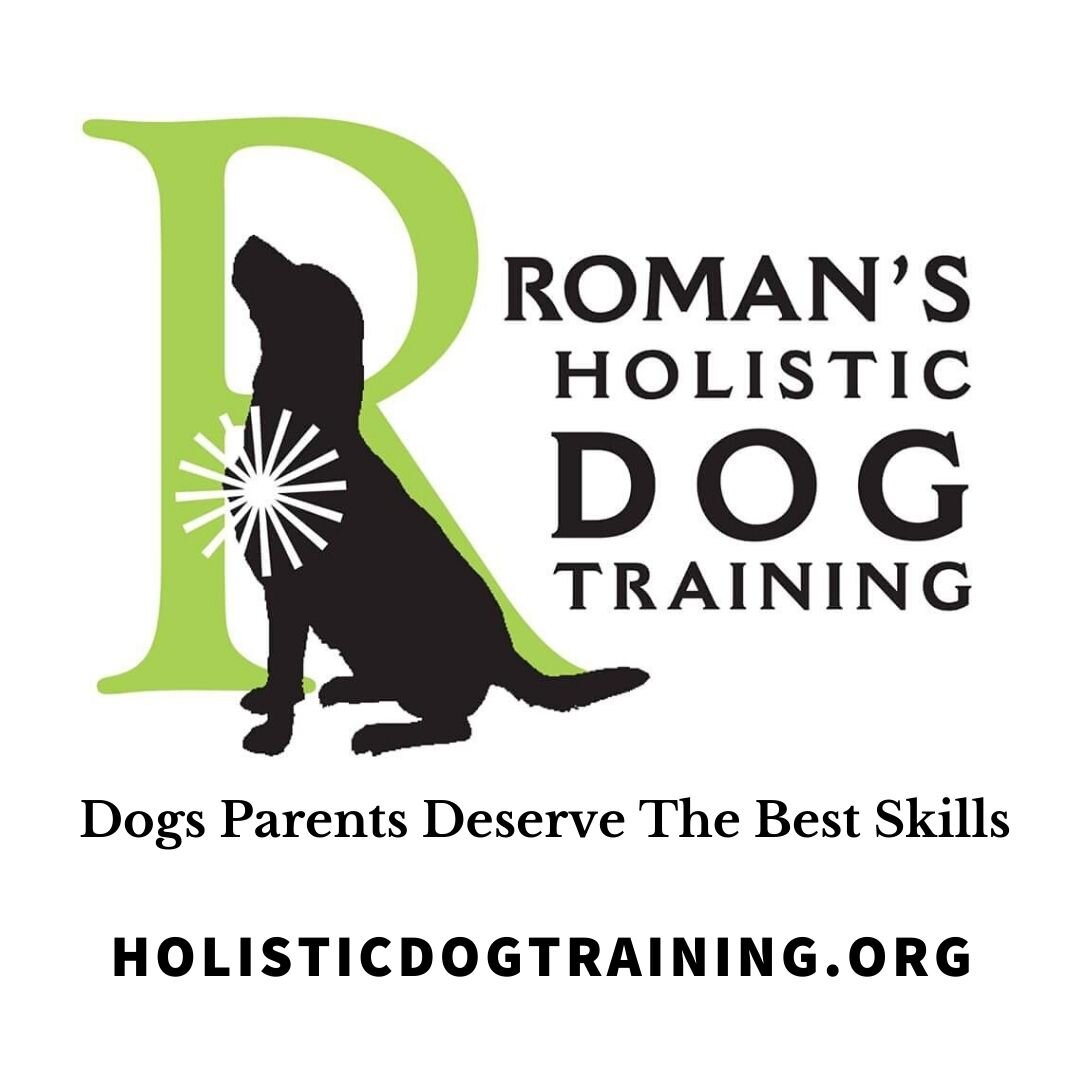 R
ROMAN'S
HOLISTIC
DOG
TRAINING
Dogs Parents Deserve The Best Skills
HOLISTICDOGTRAINING.ORG